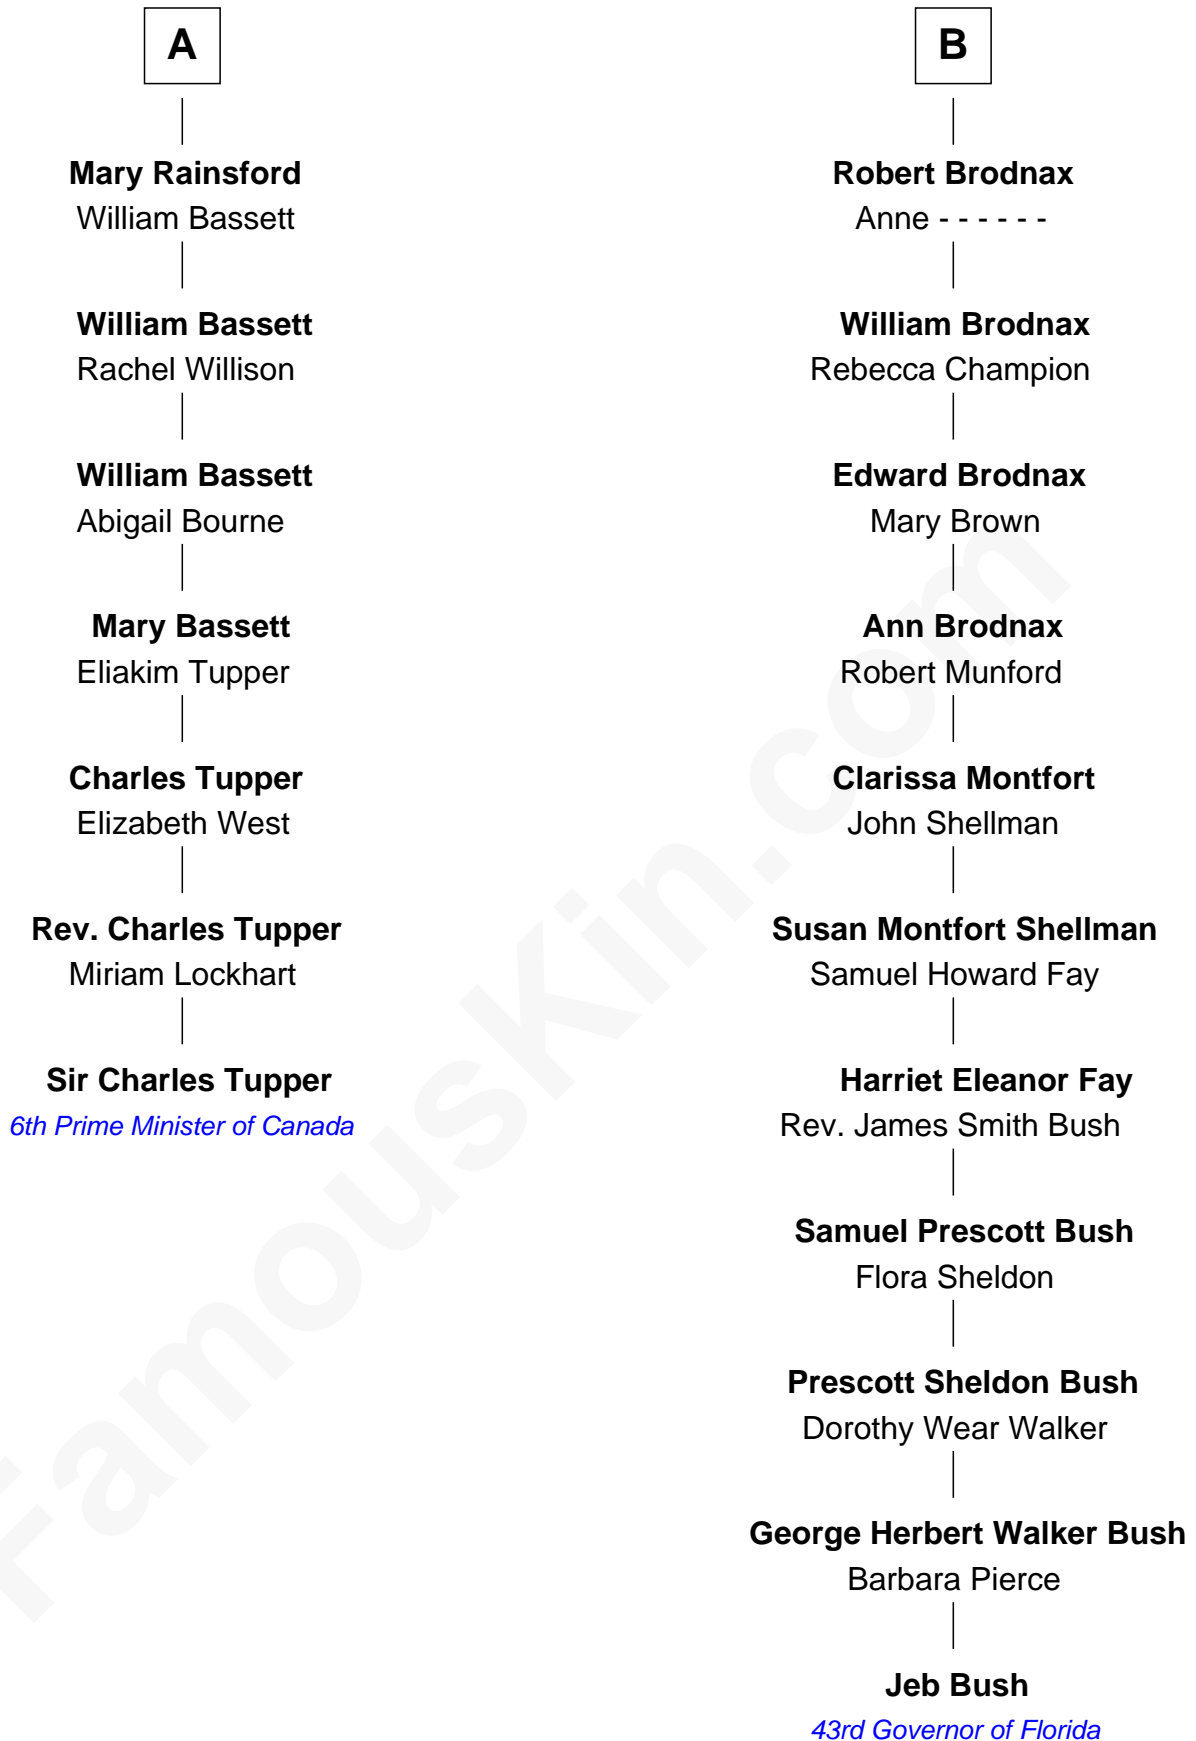 A
Mary Rainsford
William Bassett
William Bassett
Rachel Willison
William Bassett
Abigail Bourne
Mary Bassett
Eliakim Tupper
Charles Tupper
Elizabeth West
Rev. Charles Tupper
Miriam Lockhart
Sir Charles Tupper
6th Prime Minister of Canada
B
Robert Brodnax
Anne - - - - - -
William Brodnax
Rebecca Champion
Edward Brodnax
Mary Brown
Ann Brodnax
Robert Munford
Clarissa Montfort
John Shellman
Susan Montfort Shellman
Samuel Howard Fay
Harriet Eleanor Fay
Rev. James Smith Bush
Samuel Prescott Bush
Flora Sheldon
Prescott Sheldon Bush
Dorothy Wear Walker
George Herbert Walker Bush
Barbara Pierce
Jeb Bush
43rd Governor of Florida
FamousKin.com